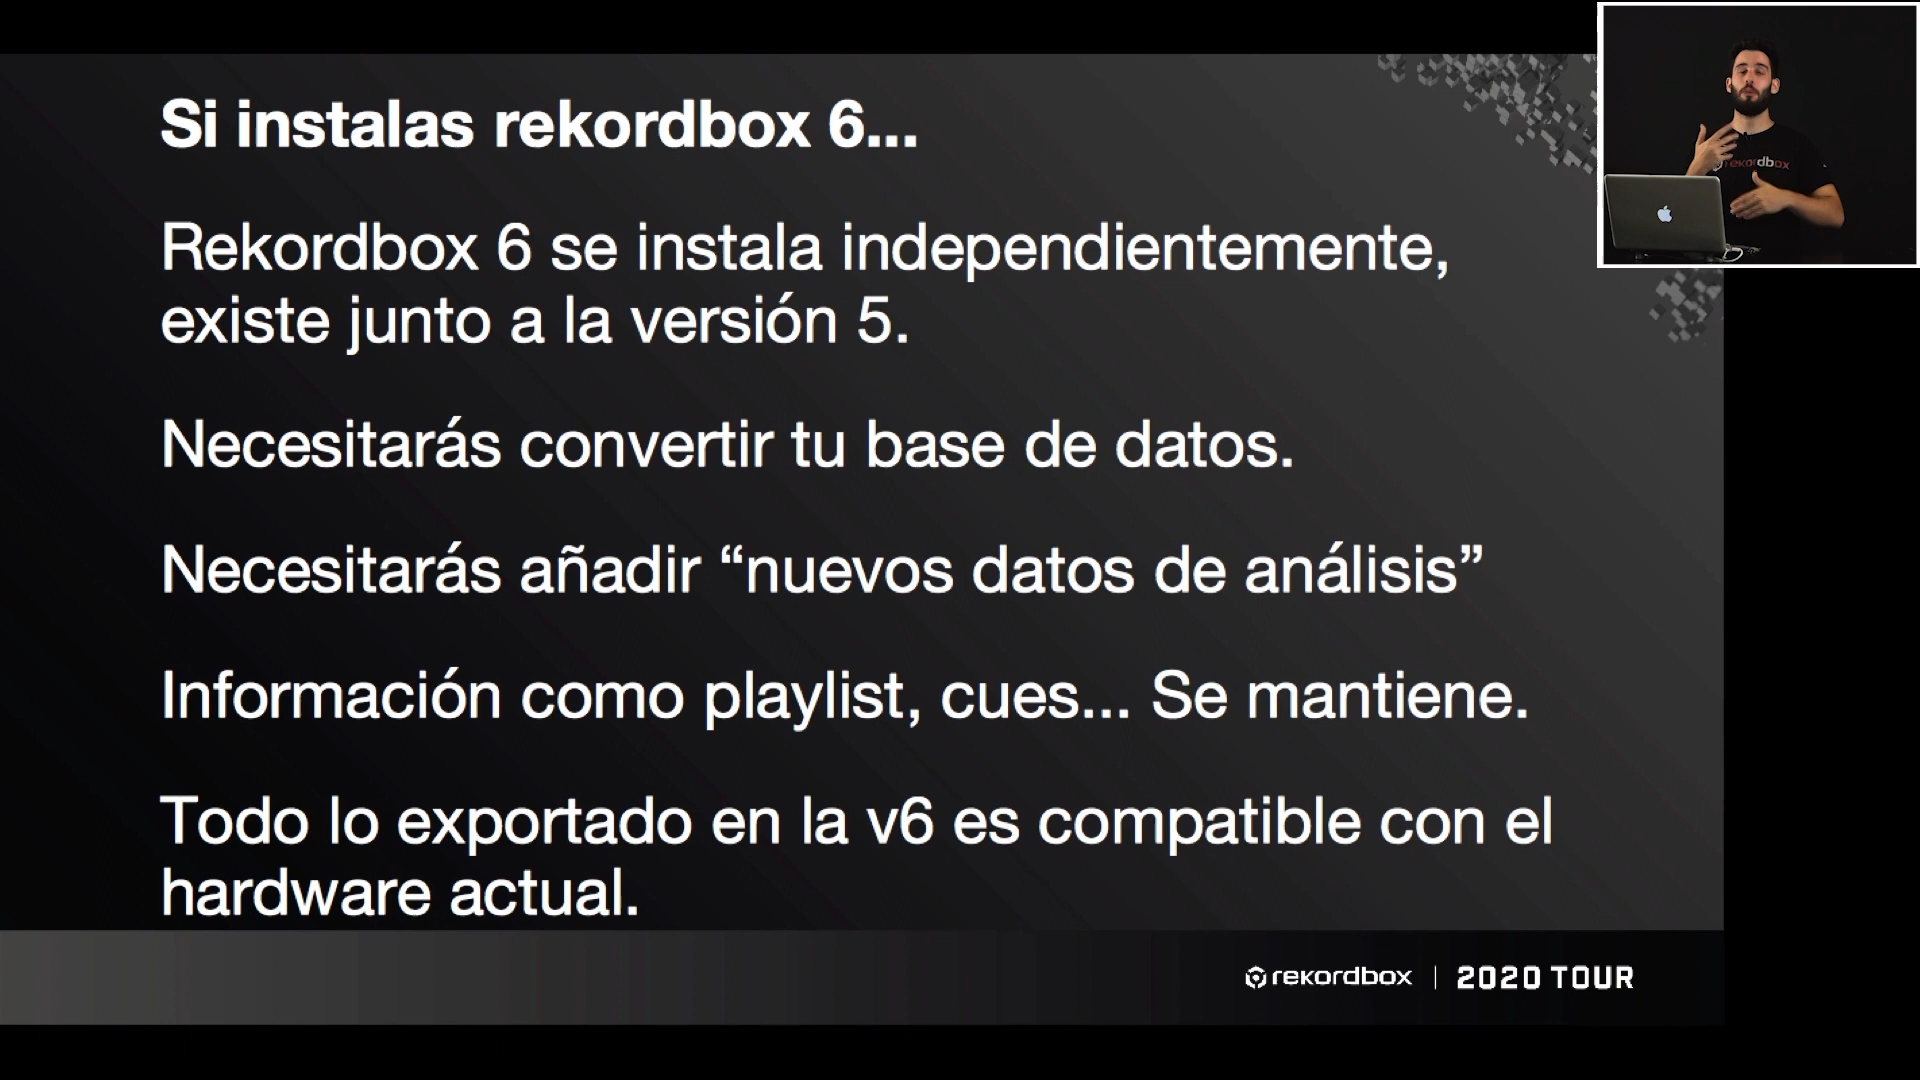 Si instalas rekordbox 6...
Rekordbox 6 se instala independientemente,
existe junto a la versión 5.
Necesitarás convertir tu base de datos.
Necesitarás añadir “nuevos datos de análisis”
Información como playlist, cues... Se mantiene.
Todo lo exportado en la v6 es compatible con el
hardware actual.
rekordbox | 2020 TOUR
rekordbox